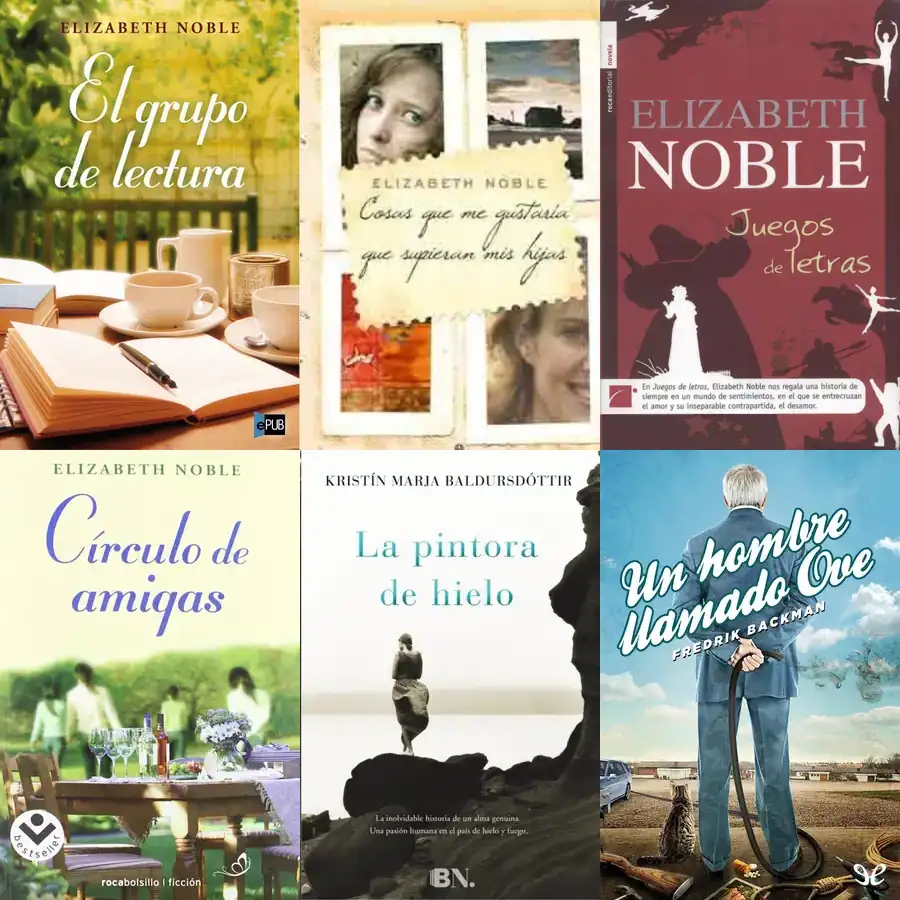 ELIZABETH NOBLE
El grupo
de lectura
ePUB
ELIZABETH NOBLE
Cosas que me gustaría
que supieran mis hijas
rocaeditorial novela
ELIZABETH
NOBLE
Juegos
de letras
En Juegos de letras, Elizabeth Noble nos regala una historia de
siempre en un mundo de sentimientos, en el que se entrecruzan
el amor y su inseparable contrapartida, el desamor.
ELIZABETH NOBLE
Círculo de
amigas
bestseller
rocabolsillo | ficción
KRISTÍN MARJA BALDURSDÓTTIR
La pintora
de hielo
La inolvidable historia de un alma genuina.
Una pasión humana en el país de hielo y fuego.
BN.
Un hombre
llamado Ove
FREDRIK BACKMAN